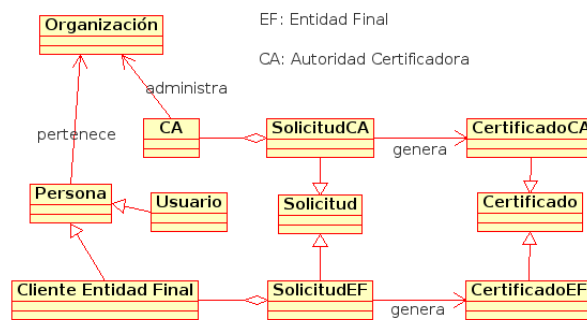 Organización
EF: Entidad Final
CA: Autoridad Certificadora
administra
pertenece
CA
SolicitudCA
genera
CertificadoCA
Persona
Usuario
Solicitud
Certificado
Cliente Entidad Final
SolicitudEF
genera
CertificadoEF